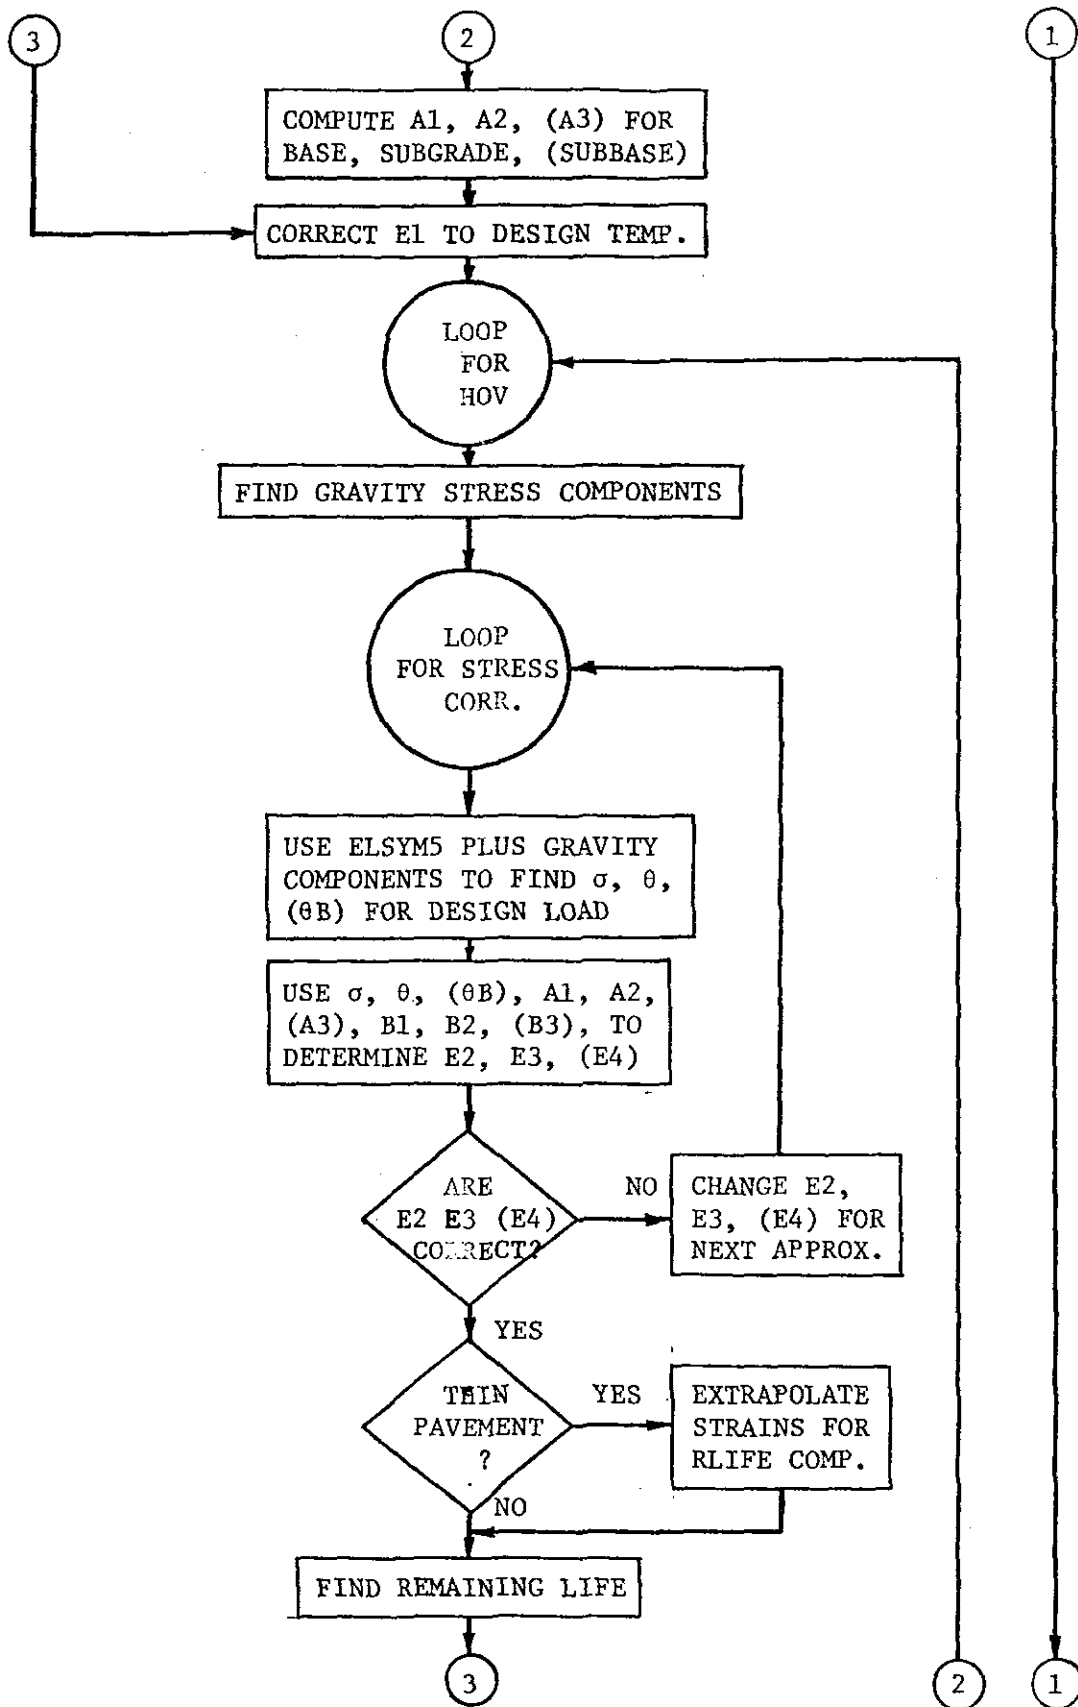 3
2
1
COMPUTE A1, A2, (A3) FOR
BASE, SUBGRADE, (SUBBASE)
CORRECT E1 TO DESIGN TEMP.
LOOP
FOR
HOV
FIND GRAVITY STRESS COMPONENTS
LOOP
FOR STRESS
CORR.
USE ELSYM5 PLUS GRAVITY
COMPONENTS TO FIND σ, θ,
(θB) FOR DESIGN LOAD
USE σ, θ, (θB), A1, A2,
(A3), B1, B2, (B3), TO
DETERMINE E2, E3, (E4)
ARE
E2 E3 (E4)
CORRECT?
NO
CHANGE E2,
E3, (E4) FOR
NEXT APPROX.
YES
THIN
PAVEMENT
?
YES
EXTRAPOLATE
STRAINS FOR
RLIFE COMP.
NO
FIND REMAINING LIFE
3
2
1